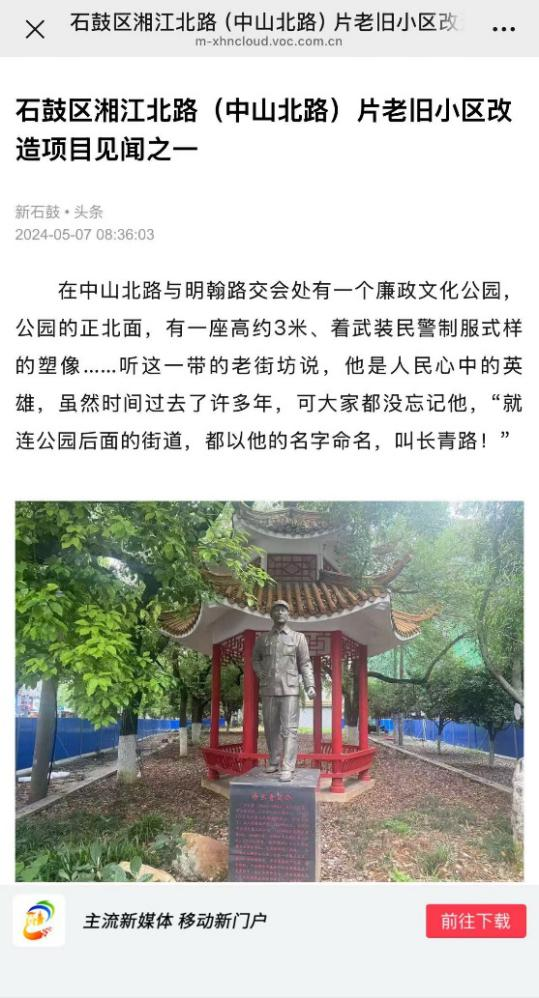 石鼓区湘江北路（中山北路）片老旧小区改
m-xhncloud.voc.com.cn
石鼓区湘江北路（中山北路）片老旧小区改
造项目见闻之一
新石鼓 • 头条
2024-05-07 08:36:03
在中山北路与明翰路交会处有一个廉政文化公园，
公园的正北面，有一座高约3米、着武装民警制服式样
的塑像……听这一带的老街坊说，他是人民心中的英
雄，虽然时间过去了许多年，可大家都没忘记他，“就
连公园后面的街道，都以他的名字命名，叫长青路！”
主流新媒体 移动新门户
前往下载